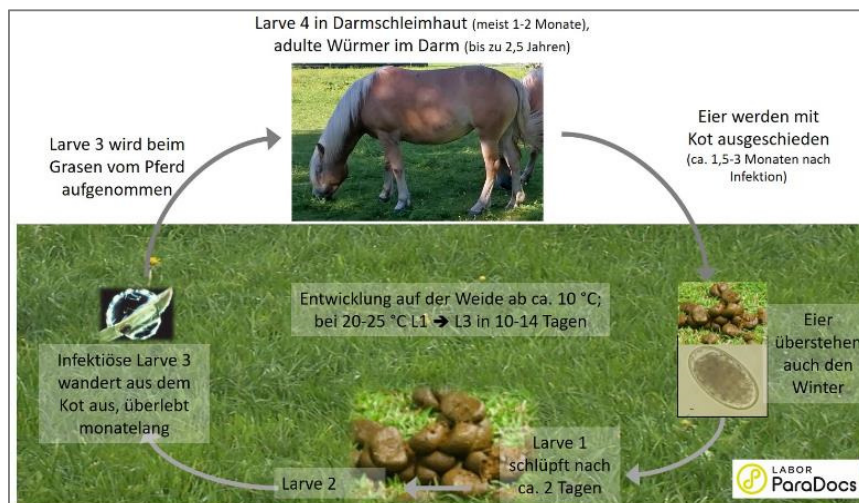 Larve 4 in Darmschleimhaut (meist 1-2 Monate),
adulte Würmer im Darm (bis zu 2,5 Jahren)
Eier werden mit
Kot ausgeschieden
(ca. 1,5-3 Monaten nach
Infektion)
Larve 3 wird beim
Grasen vom Pferd
aufgenommen
Entwicklung auf der Weide ab ca. 10 °C;
bei 20-25 °C L1 → L3 in 10-14 Tagen
Eier
überstehen
auch den
Winter
Infektiöse Larve 3
wandert aus dem
Kot aus, überlebt
monatelang
Larve 1
schlüpft nach
ca. 2 Tagen
Larve 2
LABOR
ParaDocs